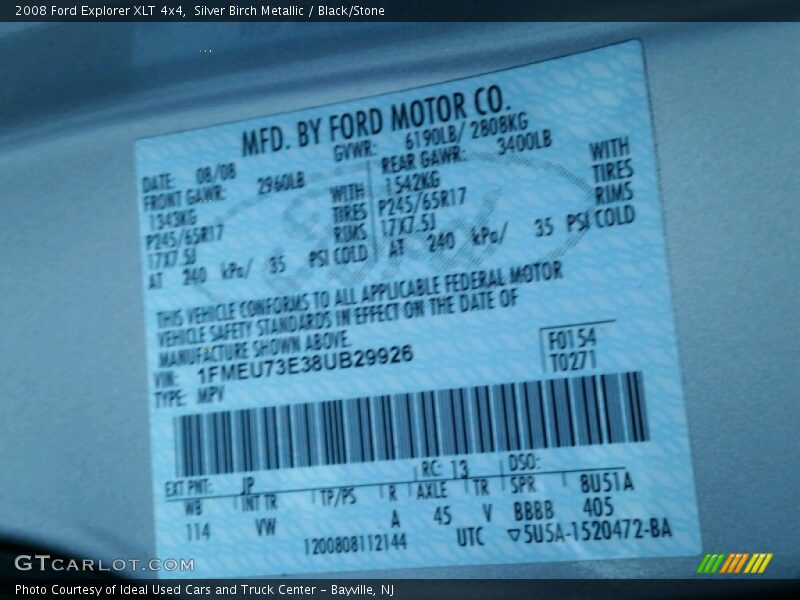 2008 Ford Explorer XLT 4x4, Silver Birch Metallic / Black/Stone
MFD. BY FORD MOTOR CO.
DATE: 08/08 GVWR: 6190LB/ 2808KG
FRONT GAWR: 2960LB REAR GAWR: 3400LB
1343KG WITH 1542KG WITH
P245/65R17 TIRES P245/65R17 TIRES
17X7.5J RIMS 17X7.5J RIMS
AT 240 kPa/ 35 PSI COLD AT 240 kPa/ 35 PSI COLD
THIS VEHICLE CONFORMS TO ALL APPLICABLE FEDERAL MOTOR
VEHICLE SAFETY STANDARDS IN EFFECT ON THE DATE OF
MANUFACTURE SHOWN ABOVE.
VIN: 1FMEU73E38UB29926 F0154
TYPE: MPV T0271
EXT PNT: JP RC: 13 DSO:
WB INT TR TP/PS R AXLE TR SPR 8U51A
114 VW A 45 V BBBB 405
1200808112144 UTC ▽5U5A-1520472-BA
GTCARLOT.COM
Photo Courtesy of Ideal Used Cars and Truck Center – Bayville, NJ